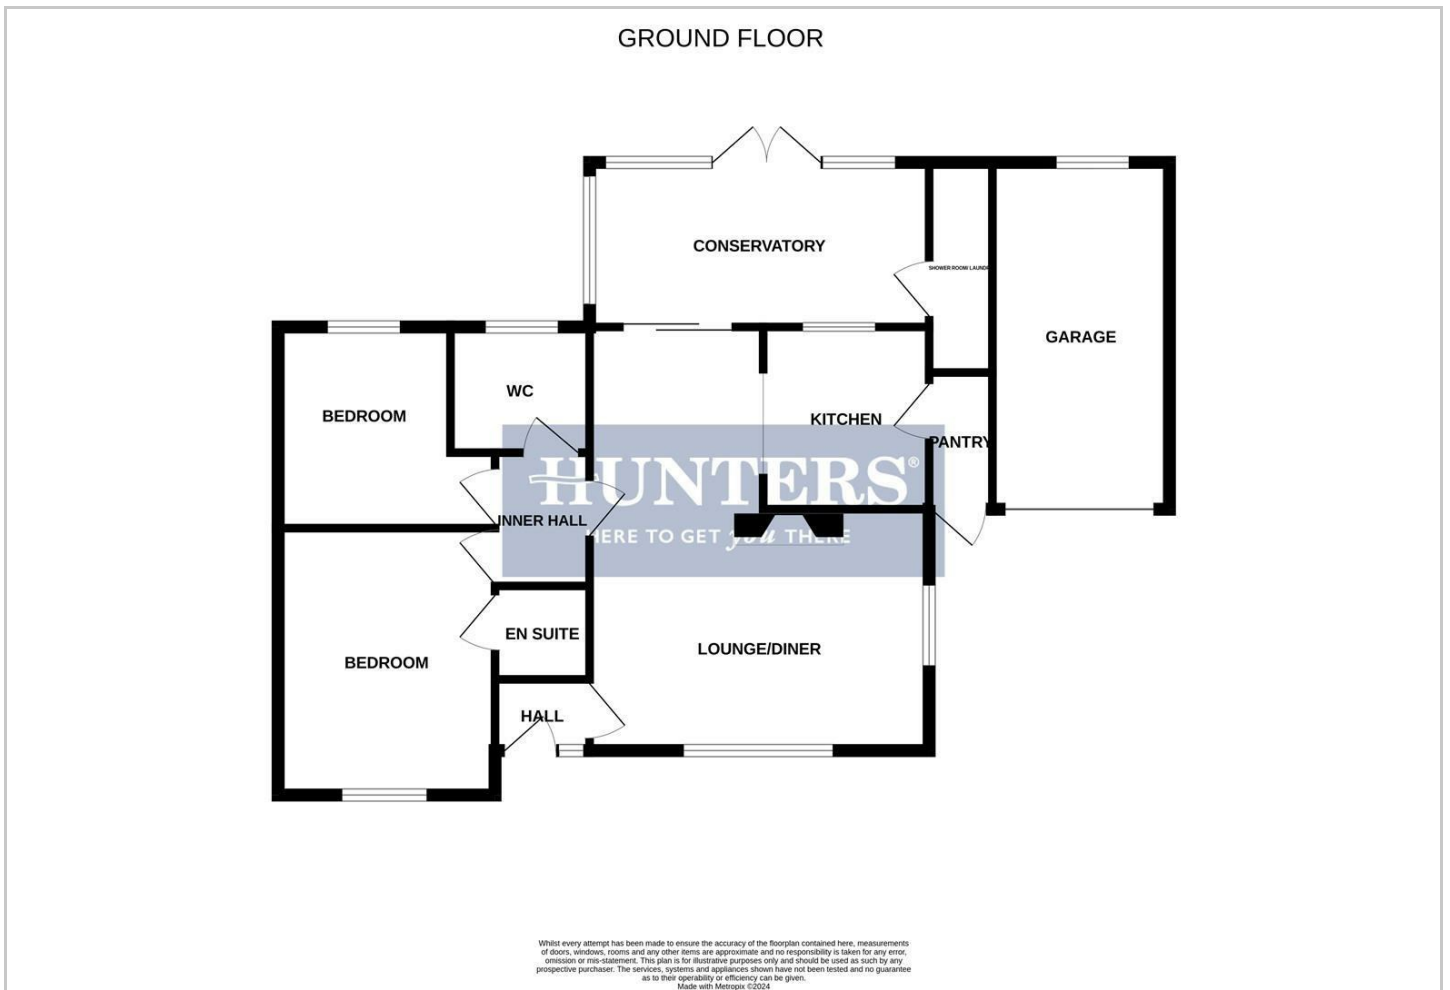 GROUND FLOOR
CONSERVATORY
SHOWER ROOM/
GARAGE
WC
BEDROOM
KITCHEN
PANTRY
HUNTERS®
INNER HALL
HERE TO GET you THERE
EN SUITE
LOUNGE/DINER
BEDROOM
HALL
Whilst every attempt has been made to ensure the accuracy of the floorplan contained here, measurements
of doors, windows, rooms and any other items are approximate and no responsibility is taken for any error,
omission or mis-statement. This plan is for illustrative purposes only and should be used as such by any
prospective purchaser. The services, systems and appliances shown have not been tested and no guarantee
as to their operability or efficiency can be given.
Made with Metropix ©2024